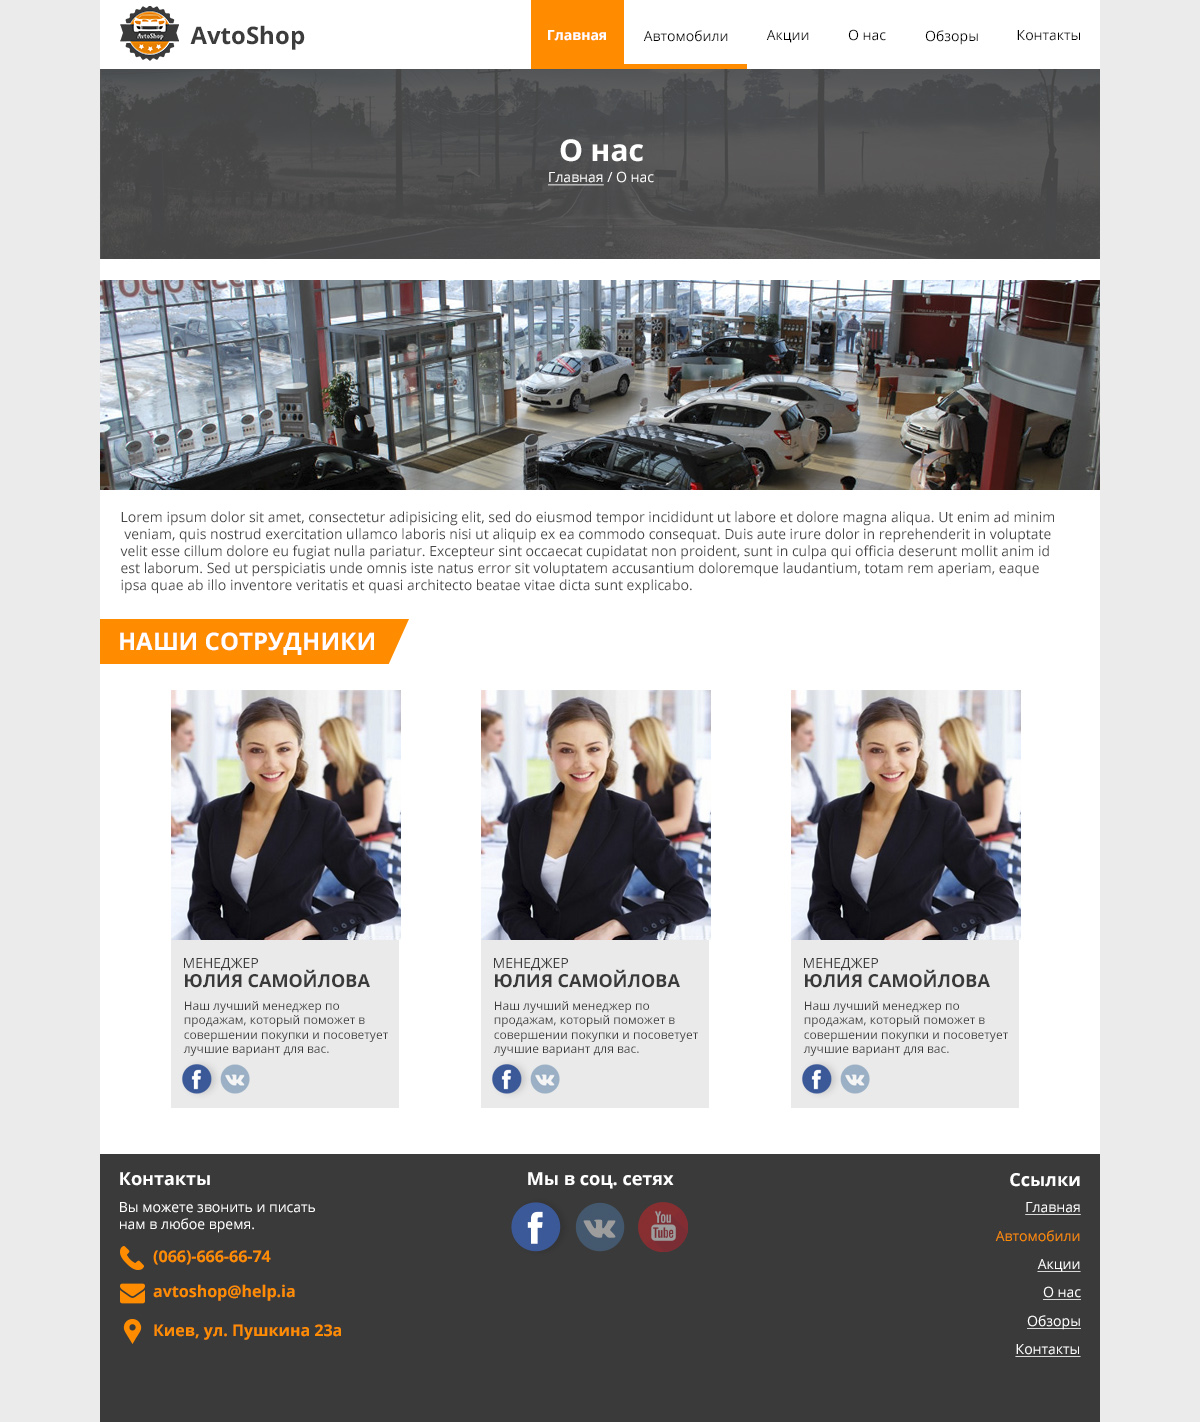 AvtoShop
AvtoShop
Главная
Автомобили
Акции
О нас
Обзоры
Контакты
О нас
Главная / О нас
ООО
Lorem ipsum dolor sit amet, consectetur adipisicing elit, sed do eiusmod tempor incididunt ut labore et dolore magna aliqua. Ut enim ad minim
veniam, quis nostrud exercitation ullamco laboris nisi ut aliquip ex ea commodo consequat. Duis aute irure dolor in reprehenderit in voluptate
velit esse cillum dolore eu fugiat nulla pariatur. Excepteur sint occaecat cupidatat non proident, sunt in culpa qui officia deserunt mollit anim id
est laborum. Sed ut perspiciatis unde omnis iste natus error sit voluptatem accusantium doloremque laudantium, totam rem aperiam, eaque
ipsa quae ab illo inventore veritatis et quasi architecto beatae vitae dicta sunt explicabo.
НАШИ СОТРУДНИКИ
МЕНЕДЖЕР
ЮЛИЯ САМОЙЛОВА
Наш лучший менеджер по
продажам, который поможет в
совершении покупки и посоветует
лучшие вариант для вас.
МЕНЕДЖЕР
ЮЛИЯ САМОЙЛОВА
Наш лучший менеджер по
продажам, который поможет в
совершении покупки и посоветует
лучшие вариант для вас.
МЕНЕДЖЕР
ЮЛИЯ САМОЙЛОВА
Наш лучший менеджер по
продажам, который поможет в
совершении покупки и посоветует
лучшие вариант для вас.
Контакты
Вы можете звонить и писать
нам в любое время.
(066)-666-66-74
avtoshop@help.ia
Киев, ул. Пушкина 23а
Мы в соц. сетях
You
Tube
Ссылки
Главная
Автомобили
Акции
О нас
Обзоры
Контакты